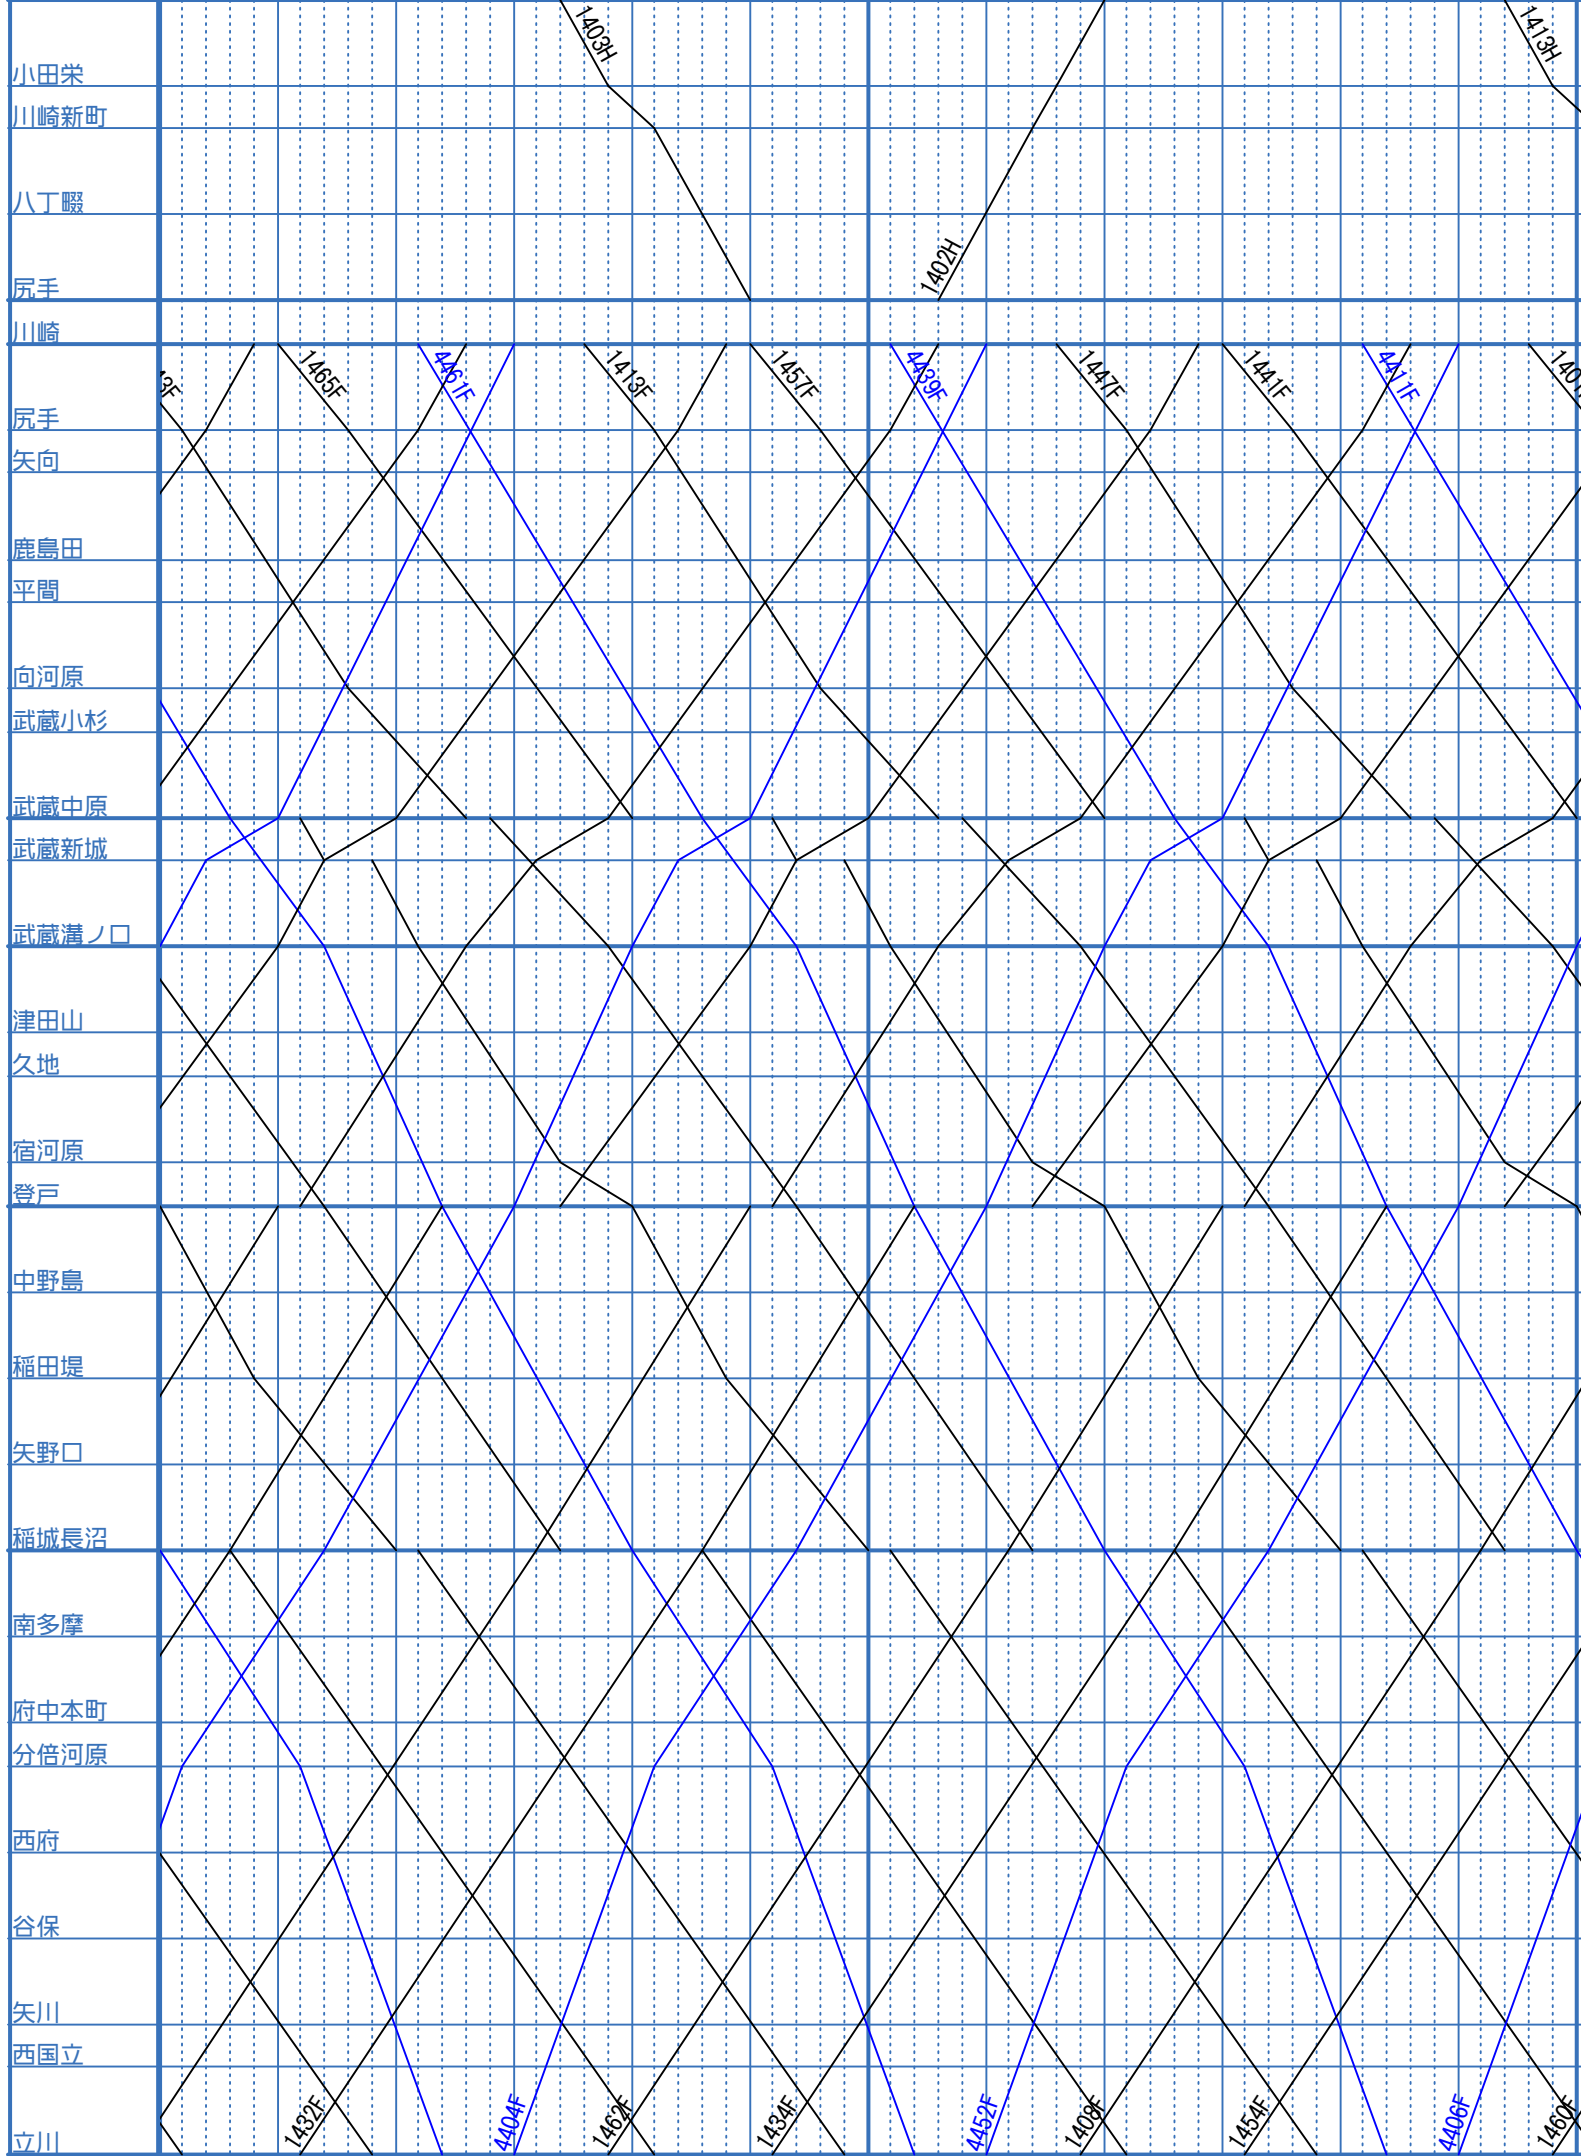 1403H
1413H
小田栄
川崎新町
八丁畷
1402H
尻手
川崎
3F
1465F
4461F
1413F
1457F
4439F
1447F
1441F
4411F
1401
尻手
矢向
鹿島田
平間
向河原
武蔵小杉
武蔵中原
武蔵新城
武蔵溝ノ口
津田山
久地
宿河原
登戸
中野島
稲田堤
矢野口
稲城長沼
南多摩
府中本町
分倍河原
西府
谷保
矢川
西国立
1432F
4404F
1462F
1434F
4452F
1408F
1454F
4406F
1460F
立川